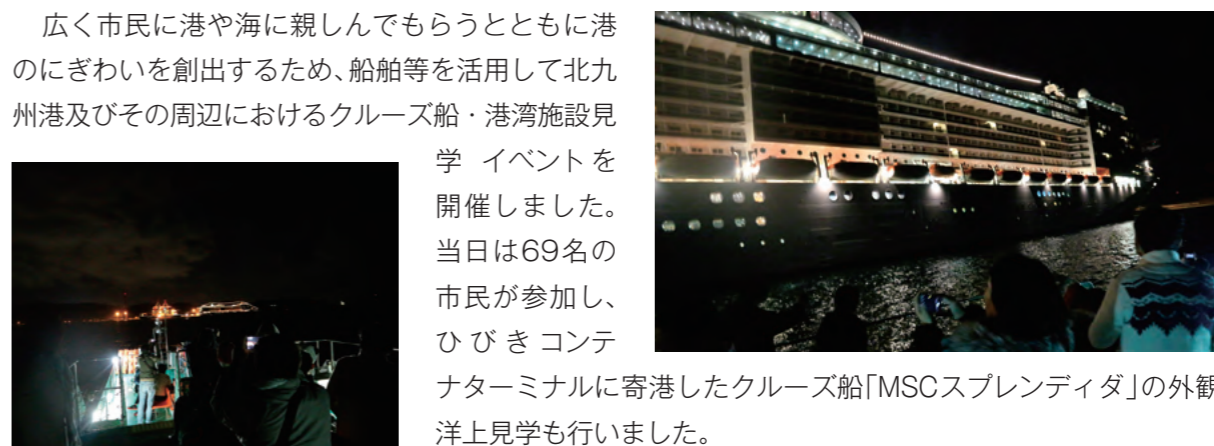 広く市民に港や海に親しんでもらうとともに港
のにぎわいを創出するため、船舶等を活用して北九
州港及びその周辺におけるクルーズ船・港湾施設見
学 イベントを
開催しました。
当日は69名の
市民が参加し、
ひびきコンテ
ナターミナルに寄港したクルーズ船「MSCスプレンディダ」の外観
洋上見学も行いました。